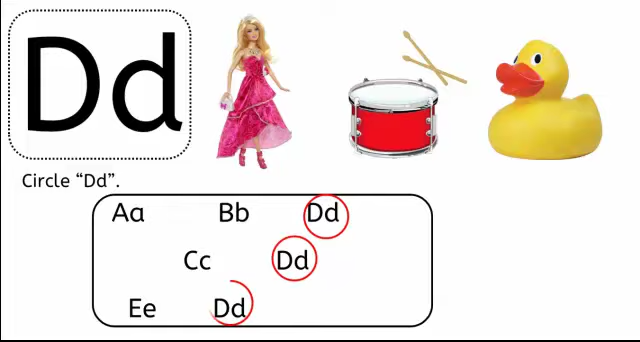 Dd
Circle “Dd”.
Aa Bb Dd
Cc Dd
Ee Dd